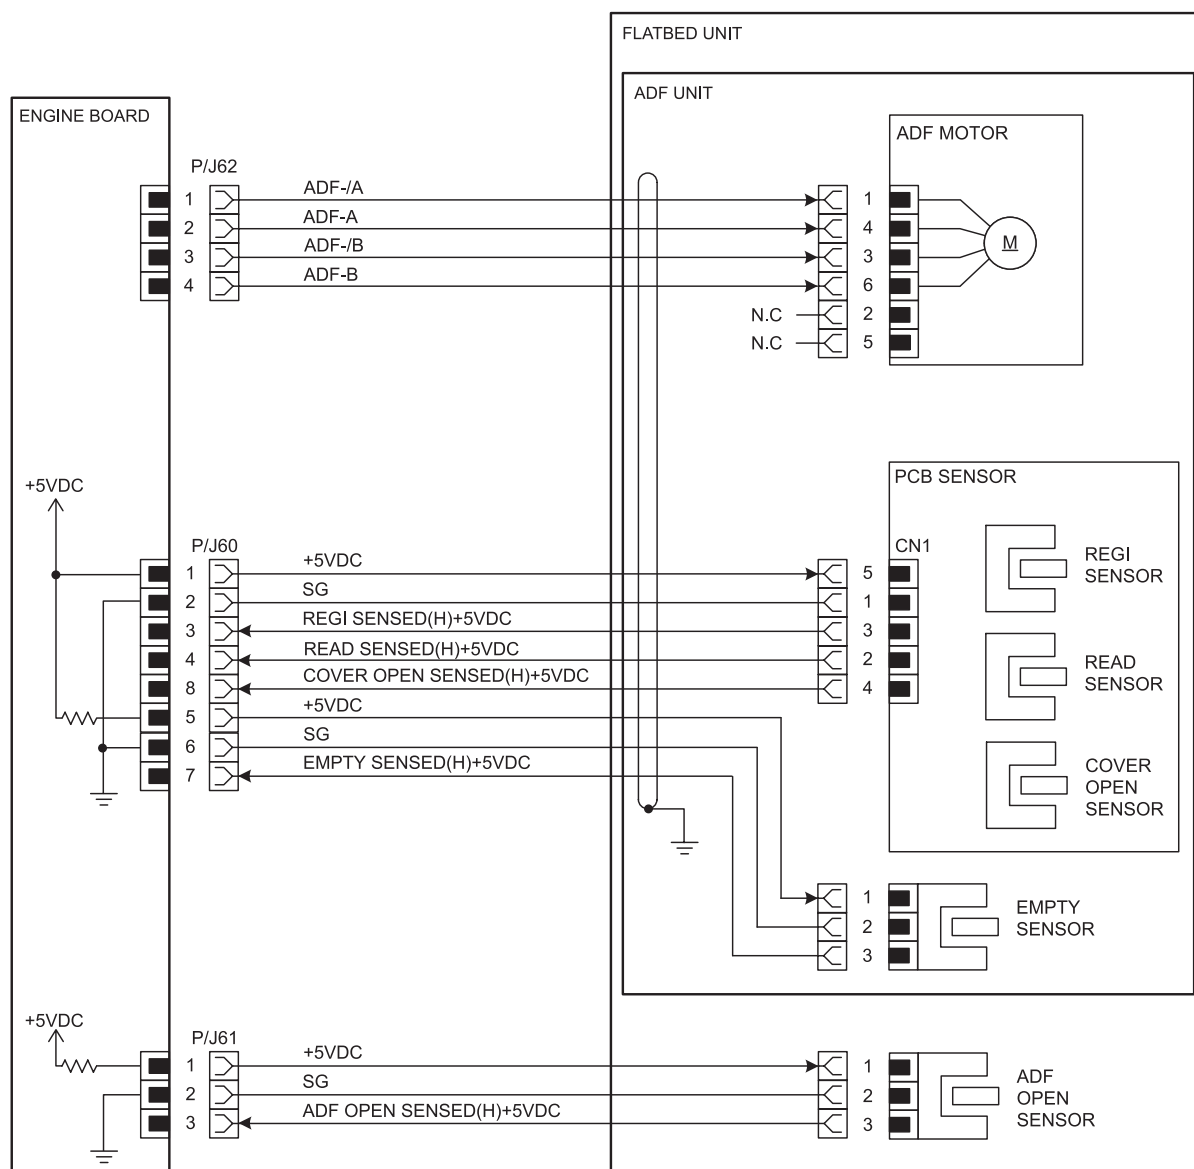 FLATBED UNIT
ADF UNIT
ENGINE BOARD
ADF MOTOR
P/J62
1 ADF-/A 1
2 ADF-A 4
3 ADF-/B 3
M
4 ADF-B 6
N.C 2
N.C 5
PCB SENSOR
+5VDC
P/J60
CN1
REGI
SENSOR
1 +5VDC 5
2 SG 1
3 REGI SENSED(H)+5VDC 3
4 READ SENSED(H)+5VDC 2
READ
SENSOR
8 COVER OPEN SENSED(H)+5VDC 4
5 +5VDC
6 SG
7 EMPTY SENSED(H)+5VDC
COVER
OPEN
SENSOR
1
2
3
EMPTY
SENSOR
+5VDC
P/J61
1 +5VDC 1
2 SG 2
3 ADF OPEN SENSED(H)+5VDC 3
ADF
OPEN
SENSOR